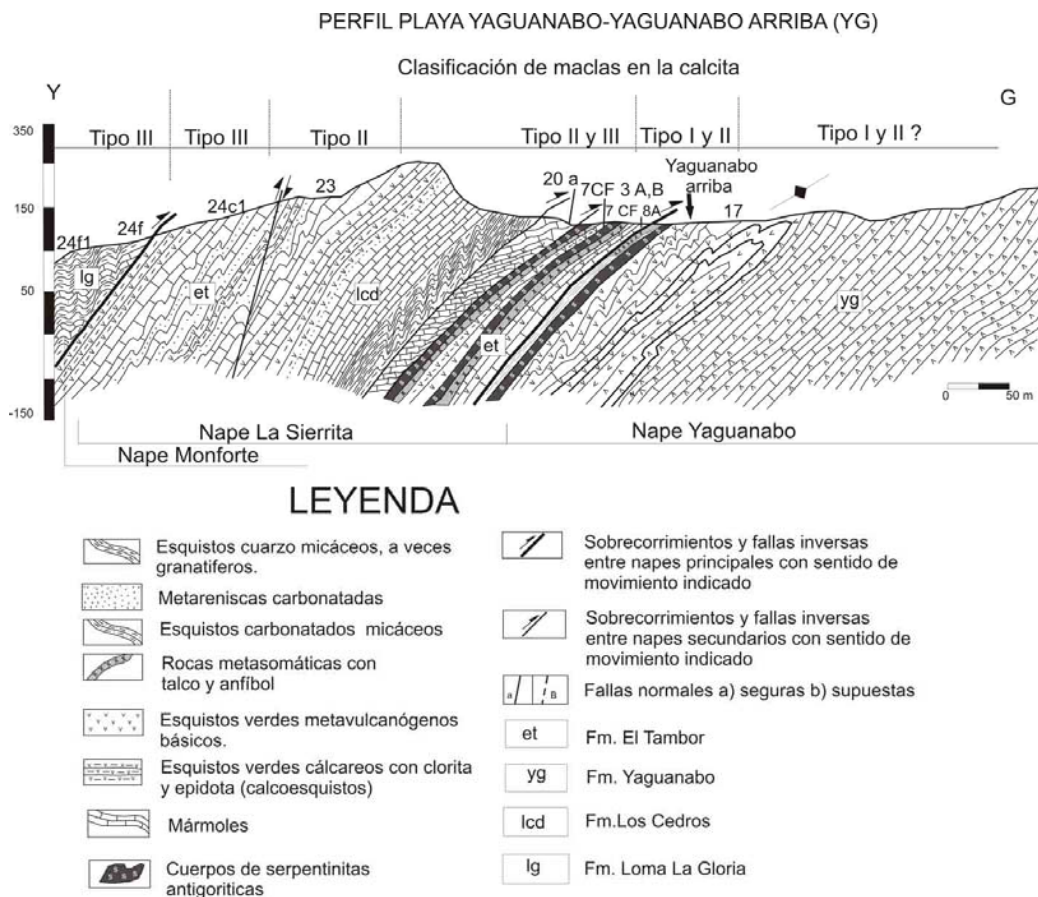 PERFIL PLAYA YAGUANABO-YAGUANABO ARRIBA (YG)
Clasificación de maclas en la calcita
Y
G
350
Tipo III
Tipo III
Tipo II
Tipo II y III
Tipo I y II
Tipo I y II ?
Yaguanabo
arriba
20 a
7CF 3 A,B
7 CF 8A
17
150
24f1
24f
24c1
23
lg
et
lcd
et
yg
50
-150
0 50 m
Nape La Sierrita
Nape Yaguanabo
Nape Monforte
LEYENDA
Esquistos cuarzo micáceos, a veces
granatiferos.
Metareniscas carbonatadas
Esquistos carbonatados micáceos
Rocas metasomáticas con
talco y anfíbol
Esquistos verdes metavulcanógenos
básicos.
Esquistos verdes cálcareos con clorita
y epidota (calcoesquistos)
Mármoles
Cuerpos de serpentinitas
antigoriticas
Sobrecorrimientos y fallas inversas
entre napes principales con sentido de
movimiento indicado
Sobrecorrimientos y fallas inversas
entre napes secundarios con sentido de
movimiento indicado
a B Fallas normales a) seguras b) supuestas
et Fm. El Tambor
yg Fm. Yaguanabo
lcd Fm.Los Cedros
lg Fm. Loma La Gloria